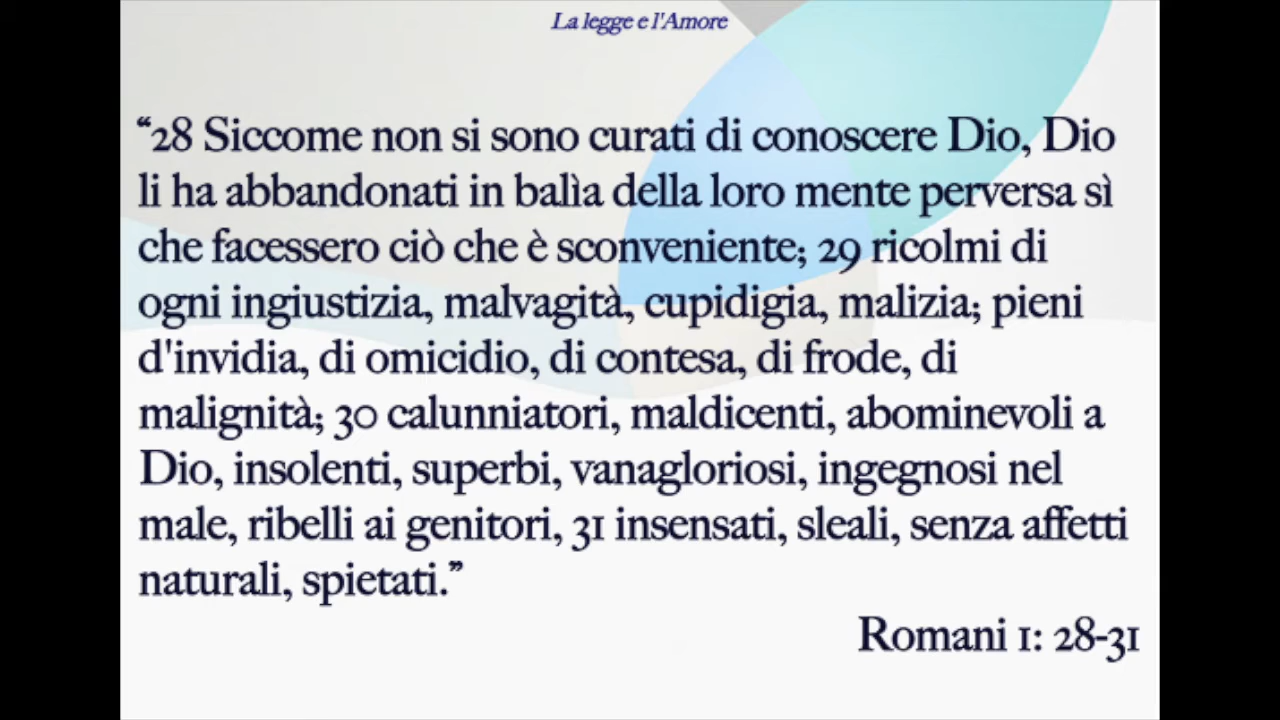 La legge e l'Amore
“28 Siccome non si sono curati di conoscere Dio, Dio
li ha abbandonati in balìa della loro mente perversa sì
che facessero ciò che è sconveniente; 29 ricolmi di
ogni ingiustizia, malvagità, cupidigia, malizia; pieni
d'invidia, di omicidio, di contesa, di frode, di
malignità; 30 calunniatori, maldicenti, abominevoli a
Dio, insolenti, superbi, vanagloriosi, ingegnosi nel
male, ribelli ai genitori, 31 insensati, sleali, senza affetti
naturali, spietati.”
Romani 1: 28-31